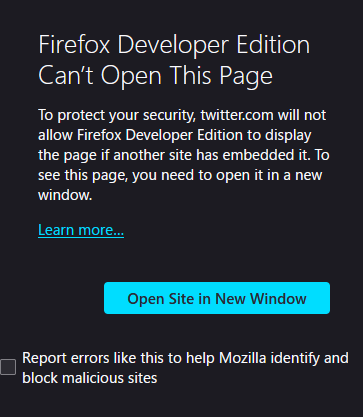 Firefox Developer Edition
Can’t Open This Page
To protect your security, twitter.com will not
allow Firefox Developer Edition to display
the page if another site has embedded it. To
see this page, you need to open it in a new
window.
Learn more...
Open Site in New Window
Report errors like this to help Mozilla identify and
block malicious sites